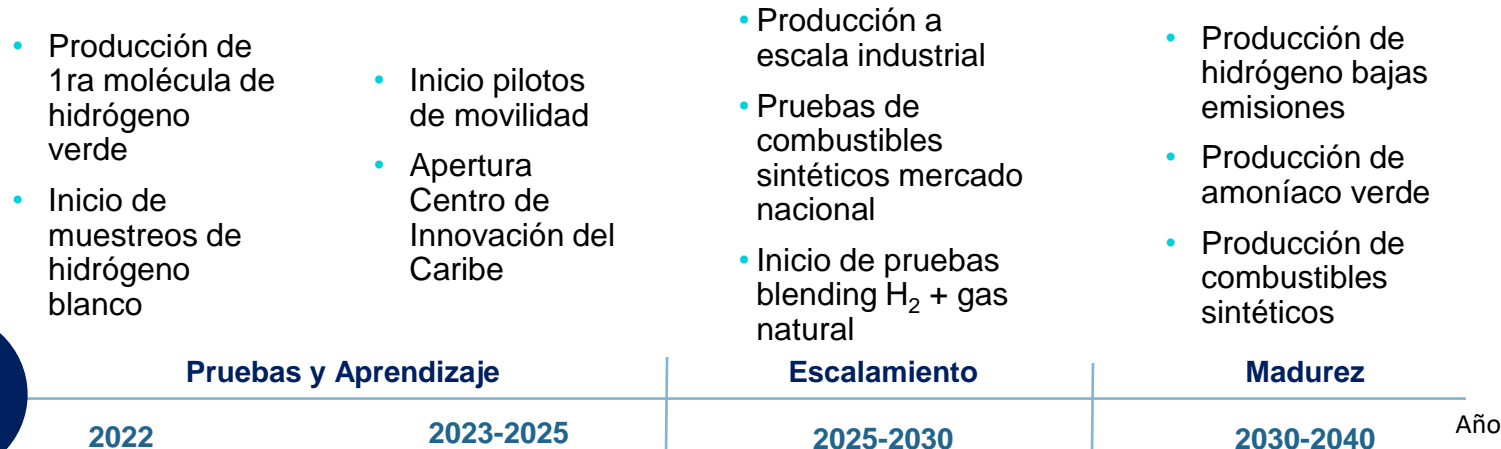 • Producción de
1ra molécula de
hidrógeno
verde
• Inicio de
muestreos de
hidrógeno
blanco
• Inicio pilotos
de movilidad
• Apertura
Centro de
Innovación del
Caribe
• Producción a
escala industrial
• Pruebas de
combustibles
sintéticos mercado
nacional
• Inicio de pruebas
blending H₂ + gas
natural
• Producción de
hidrógeno bajas
emisiones
• Producción de
amoníaco verde
• Producción de
combustibles
sintéticos
Pruebas y Aprendizaje
Escalamiento
Madurez
2022
2023-2025
2025-2030
2030-2040
Año